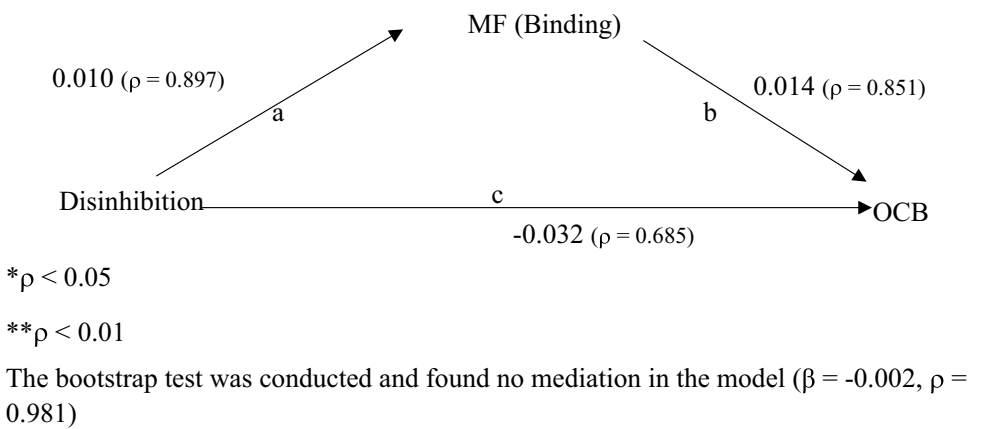 MF (Binding)
0.010 (ρ = 0.897)
0.014 (ρ = 0.851)
a
b
Disinhibition
c
OCB
-0.032 (ρ = 0.685)
*ρ < 0.05
**ρ < 0.01
The bootstrap test was conducted and found no mediation in the model (β = -0.002, ρ =
0.981)